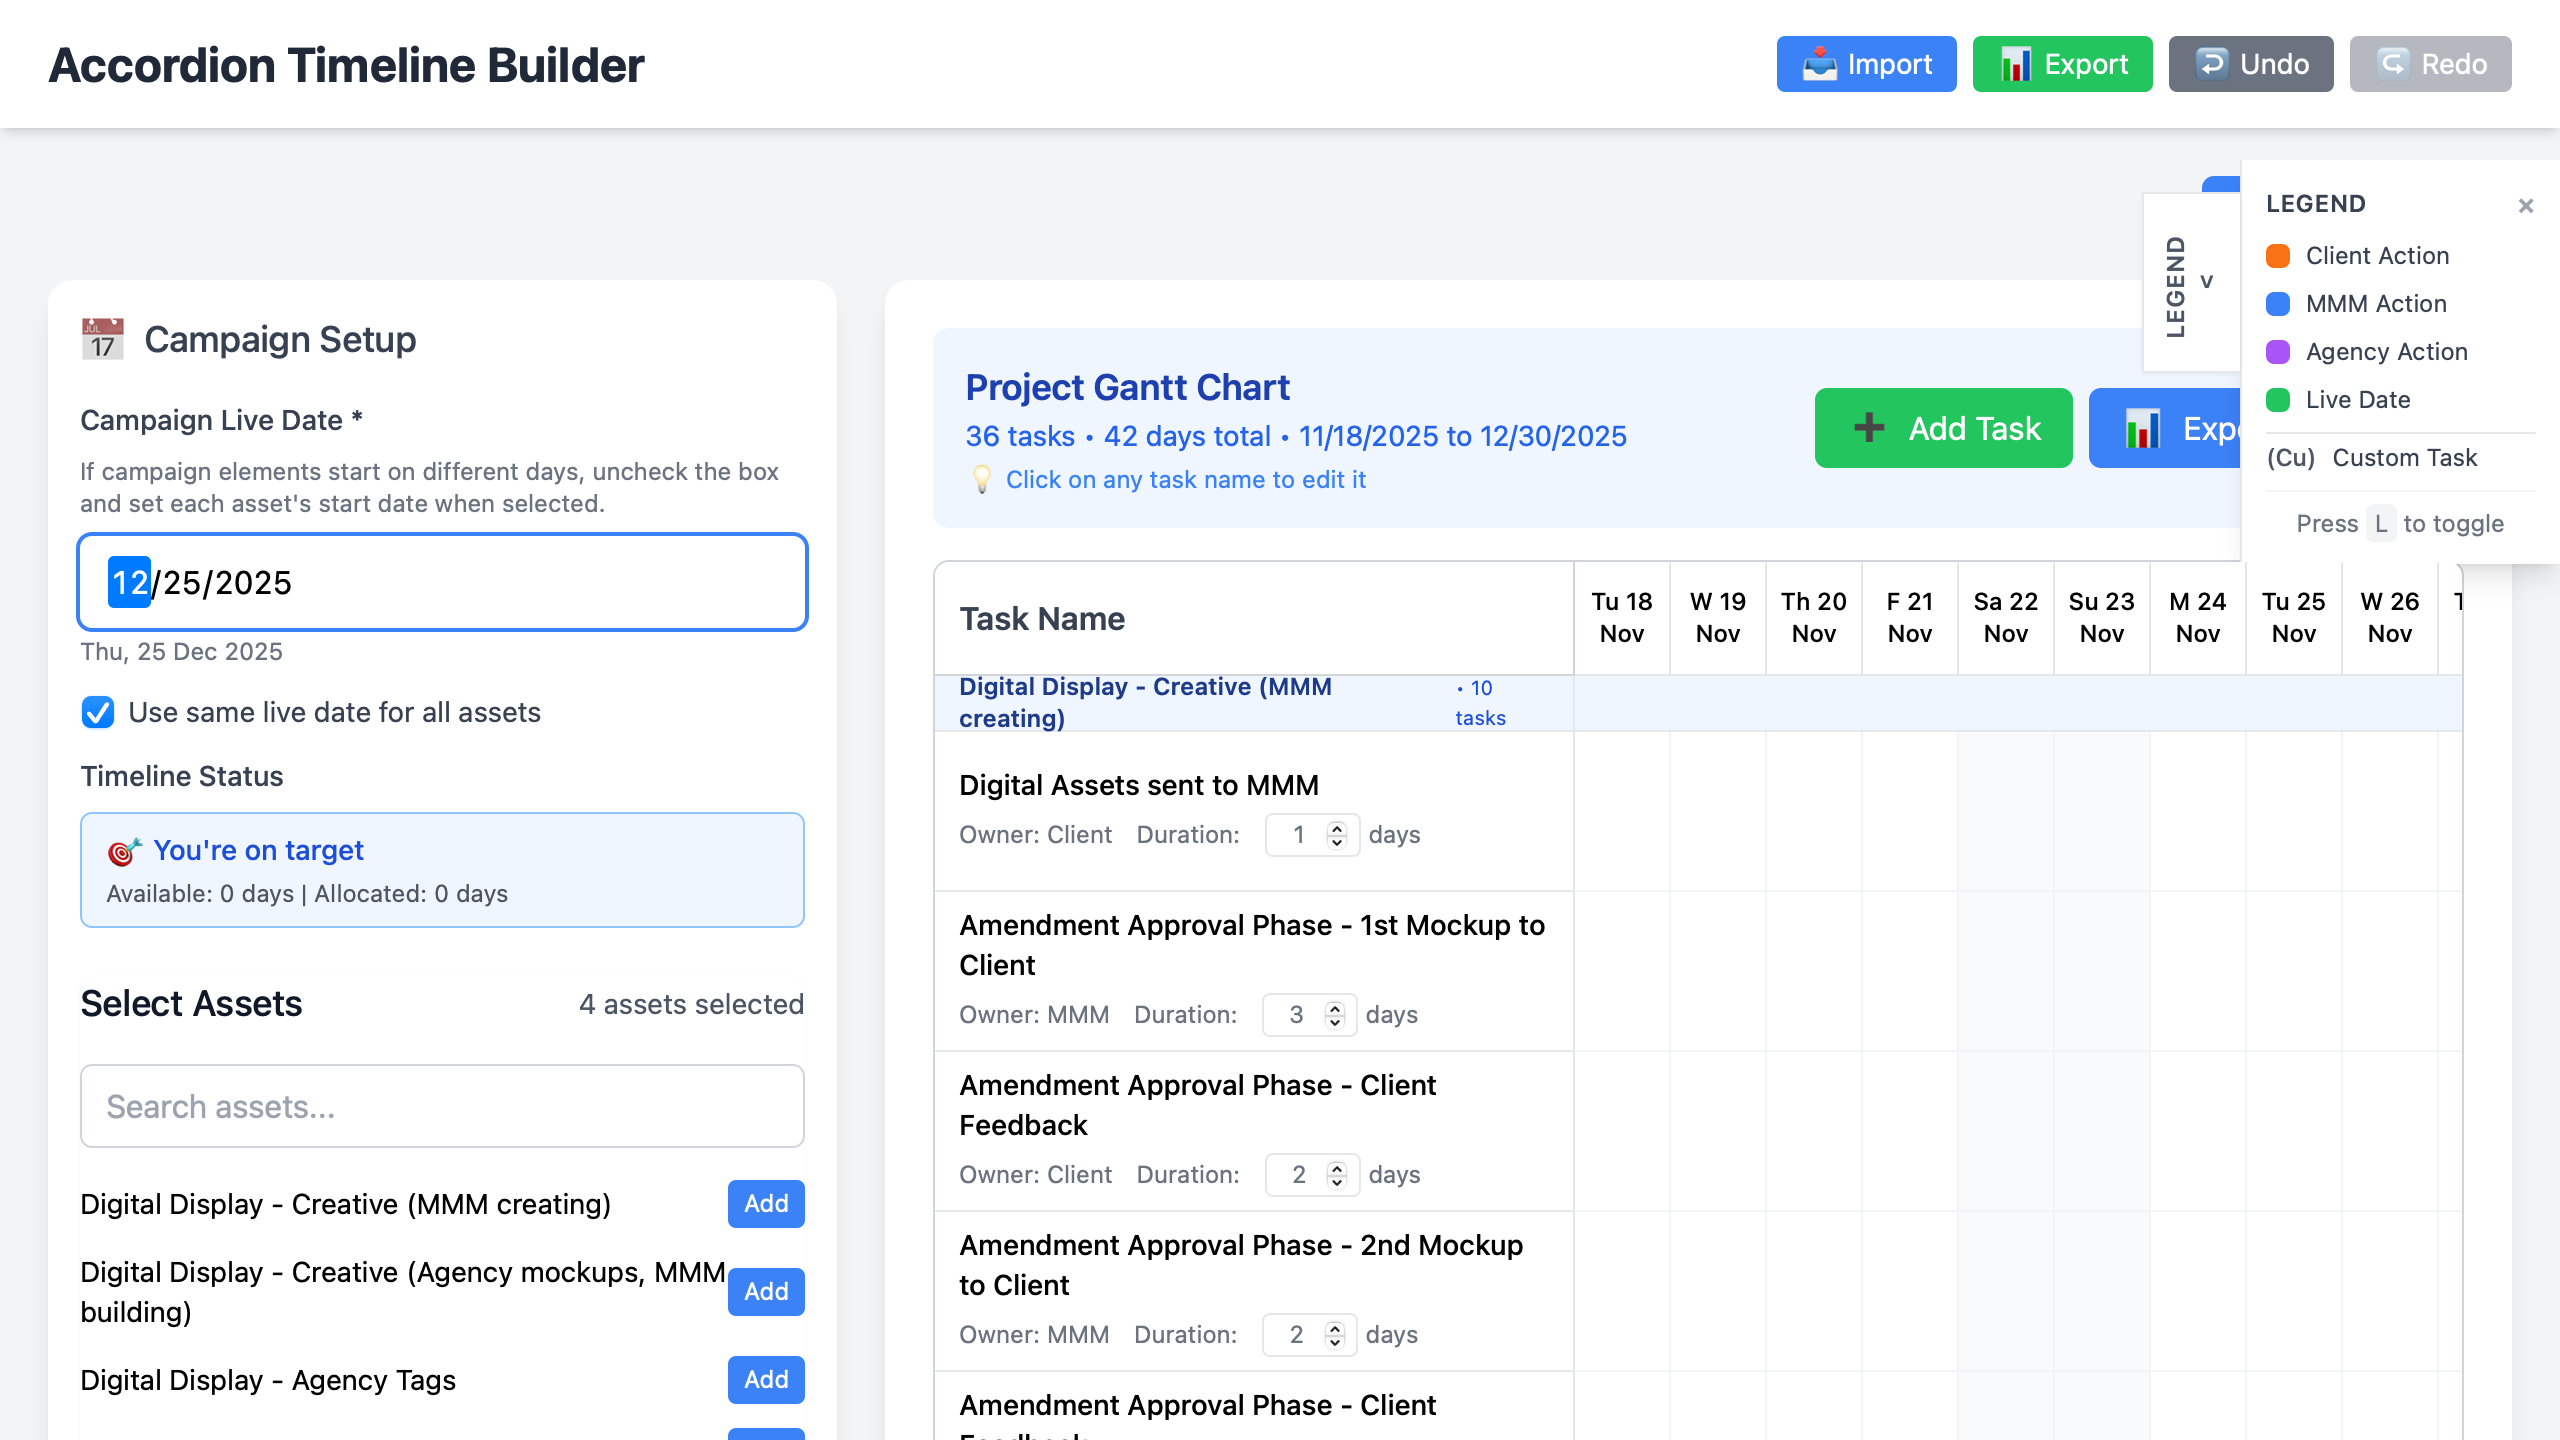 Accordion Timeline Builder
Import
Export
Undo
Redo
LEGEND
Client Action
MMM Action
Agency Action
Live Date
(Cu) Custom Task
Press L to toggle
LEGEND
JUL 17
Campaign Setup
Campaign Live Date *
If campaign elements start on different days, uncheck the box
and set each asset's start date when selected.
12/25/2025
Thu, 25 Dec 2025
Use same live date for all assets
Timeline Status
You're on target
Available: 0 days | Allocated: 0 days
Select Assets
4 assets selected
Search assets...
Digital Display - Creative (MMM creating)
Add
Digital Display - Creative (Agency mockups, MMM
building)
Add
Digital Display - Agency Tags
Add
Project Gantt Chart
36 tasks • 42 days total • 11/18/2025 to 12/30/2025
Click on any task name to edit it
Add Task
Expo
Task Name
Tu 18
Nov
W 19
Nov
Th 20
Nov
F 21
Nov
Sa 22
Nov
Su 23
Nov
M 24
Nov
Tu 25
Nov
W 26
Nov
Digital Display - Creative (MMM
creating)
• 10
tasks
Digital Assets sent to MMM
Owner: Client Duration: 1 days
Amendment Approval Phase - 1st Mockup to
Client
Owner: MMM Duration: 3 days
Amendment Approval Phase - Client
Feedback
Owner: Client Duration: 2 days
Amendment Approval Phase - 2nd Mockup
to Client
Owner: MMM Duration: 2 days
Amendment Approval Phase - Client